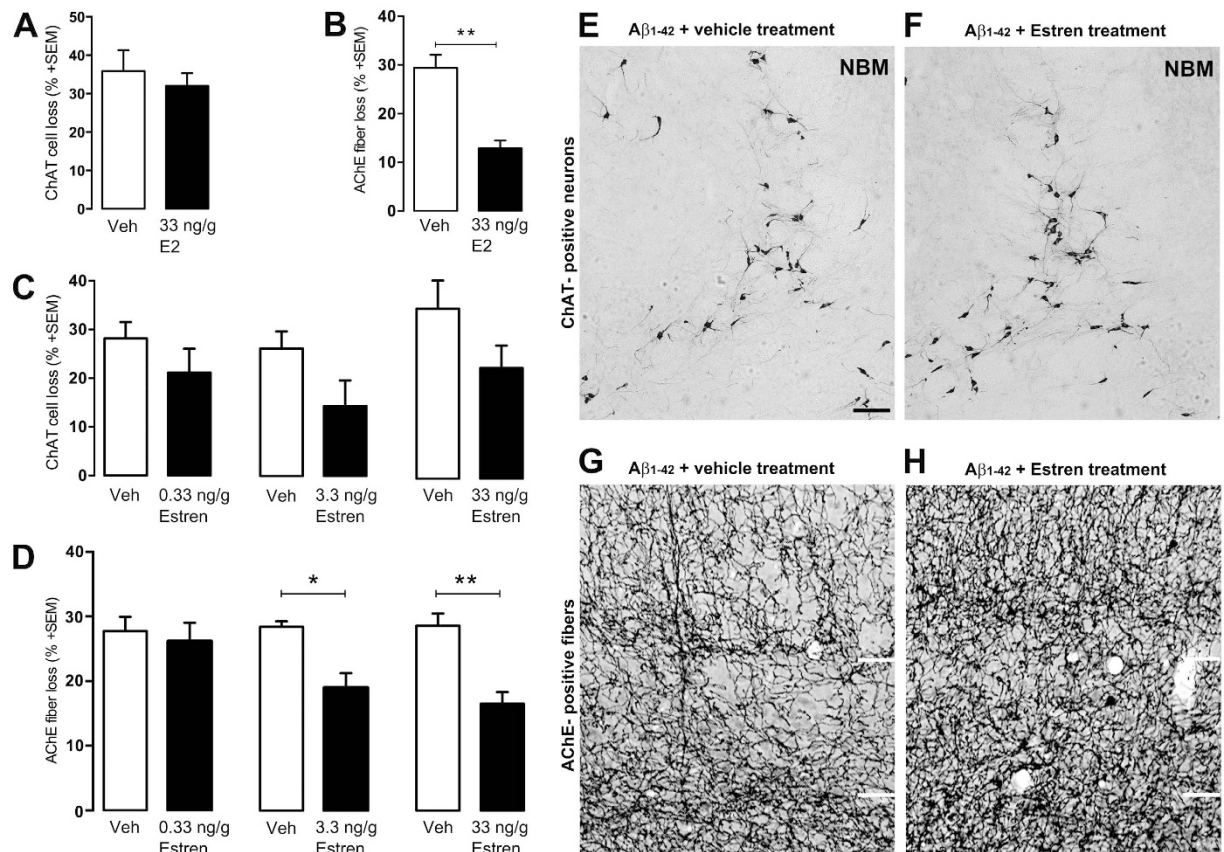 A
ChAT cell loss (% +SEM)
50
40
30
20
10
0
Veh
33 ng/g
E2
B
AChE fiber loss (% +SEM)
40
30
20
10
0
**
Veh
33 ng/g
E2
C
ChAT cell loss (% +SEM)
40
30
20
10
0
Veh
0.33 ng/g
Estren
Veh
3.3 ng/g
Estren
Veh
33 ng/g
Estren
D
AChE fiber loss (% +SEM)
40
30
20
10
0
*
**
Veh
0.33 ng/g
Estren
Veh
3.3 ng/g
Estren
Veh
33 ng/g
Estren
E
Aβ1-42 + vehicle treatment
NBM
ChAT- positive neurons
F
Aβ1-42 + Estren treatment
NBM
G
Aβ1-42 + vehicle treatment
AChE- positive fibers
H
Aβ1-42 + Estren treatment